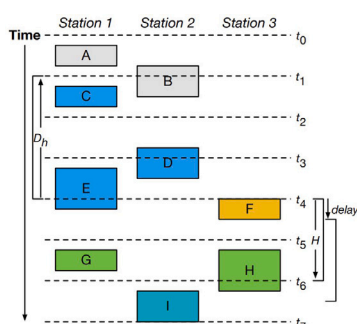 Station 1 Station 2 Station 3
Time
t0
A
B
t1
C
t2
Dh
D
t3
E
t4
F
delay
t5
H
G
H
t6
I